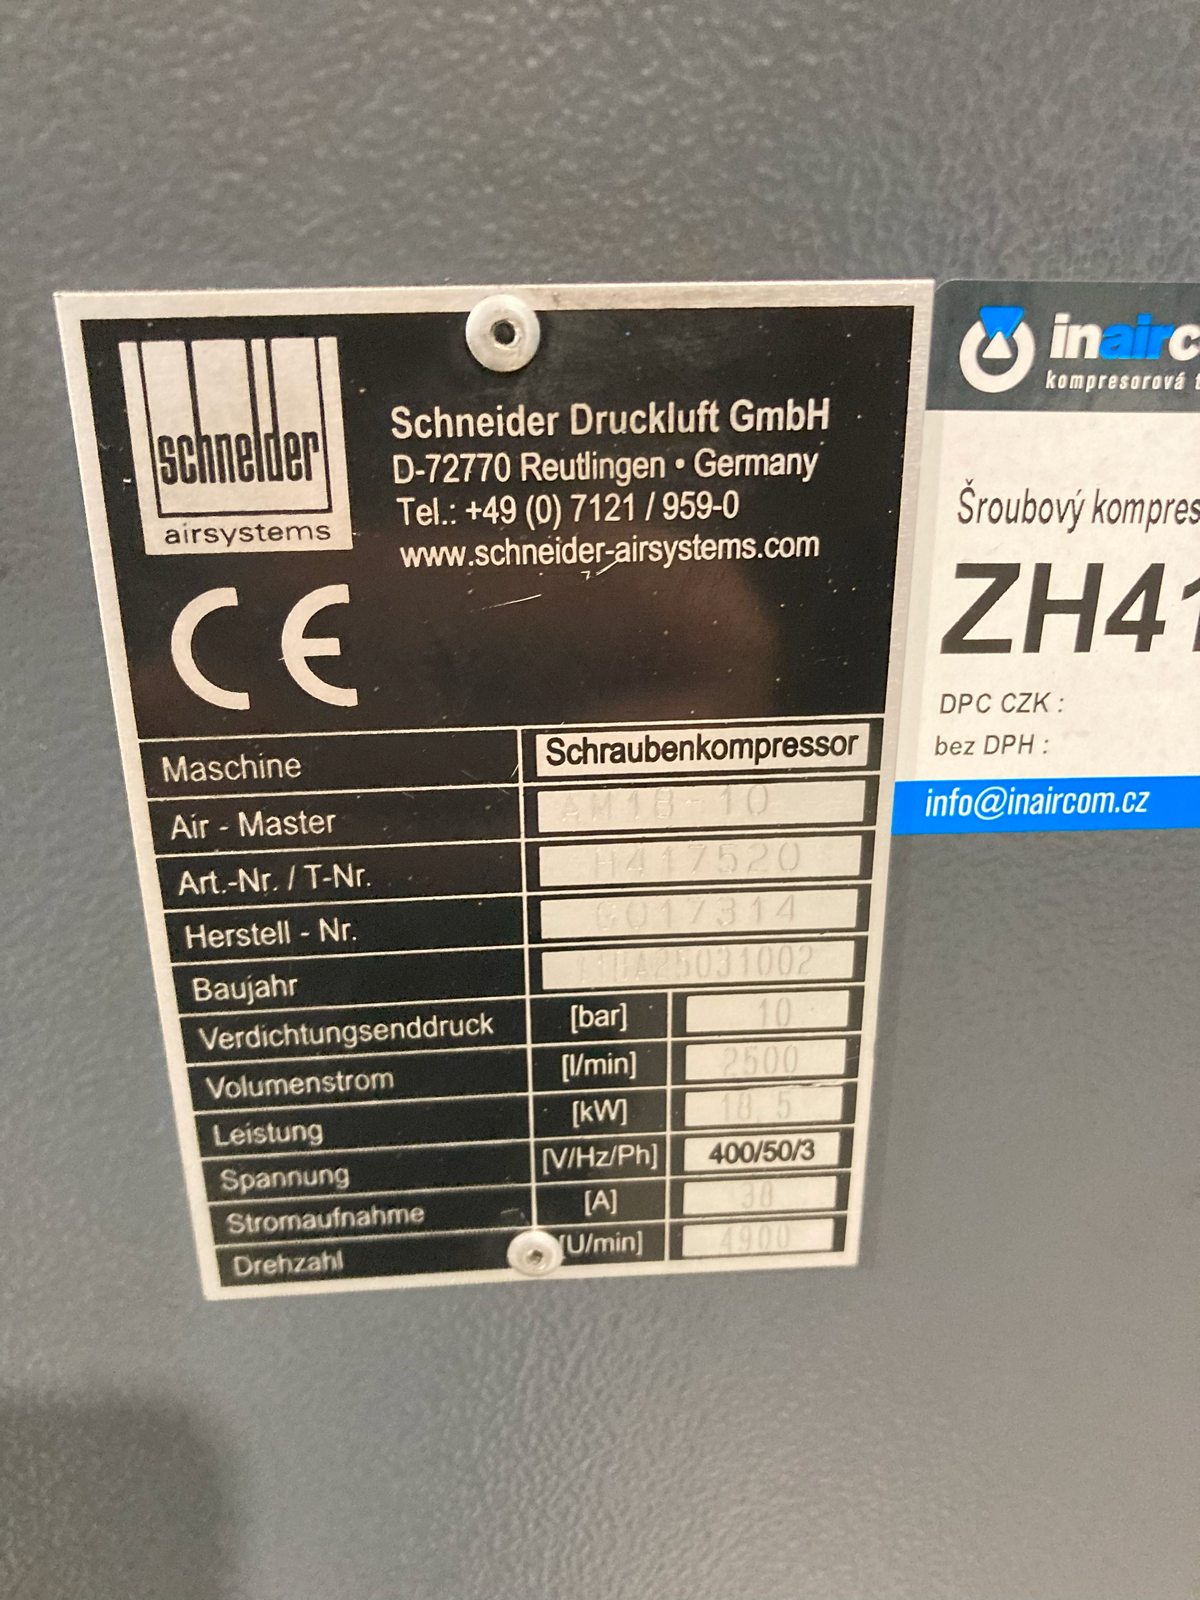 schneider
airsystems
Schneider Druckluft GmbH
D-72770 Reutlingen • Germany
Tel.: +49 (0) 7121 / 959-0
www.schneider-airsystems.com
CE
Maschine Schraubenkompressor
Air - Master AM18-10
Art.-Nr. / T-Nr. H417520
Herstell - Nr. G017314
Baujahr
Verdichtungsenddruck [bar] 10
Volumenstrom [l/min] 2500
Leistung [kW] 18,5
Spannung [V/Hz/Ph] 400/50/3
Stromaufnahme [A] 38
Drehzahl [U/min] 4900
inairc
kompresorová
Šroubový kompres
ZH41
DPC CZK :
bez DPH :
info@inaircom.cz